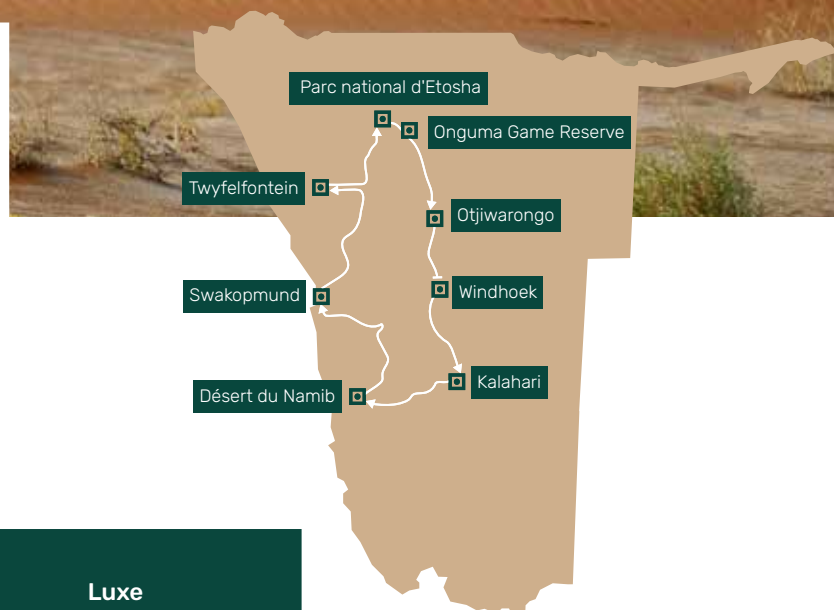 Parc national d'Etosha
Onguma Game Reserve
Twyfelfontein
Otjiwarongo
Swakopmund
Windhoek
Kalahari
Désert du Namib
Luxe